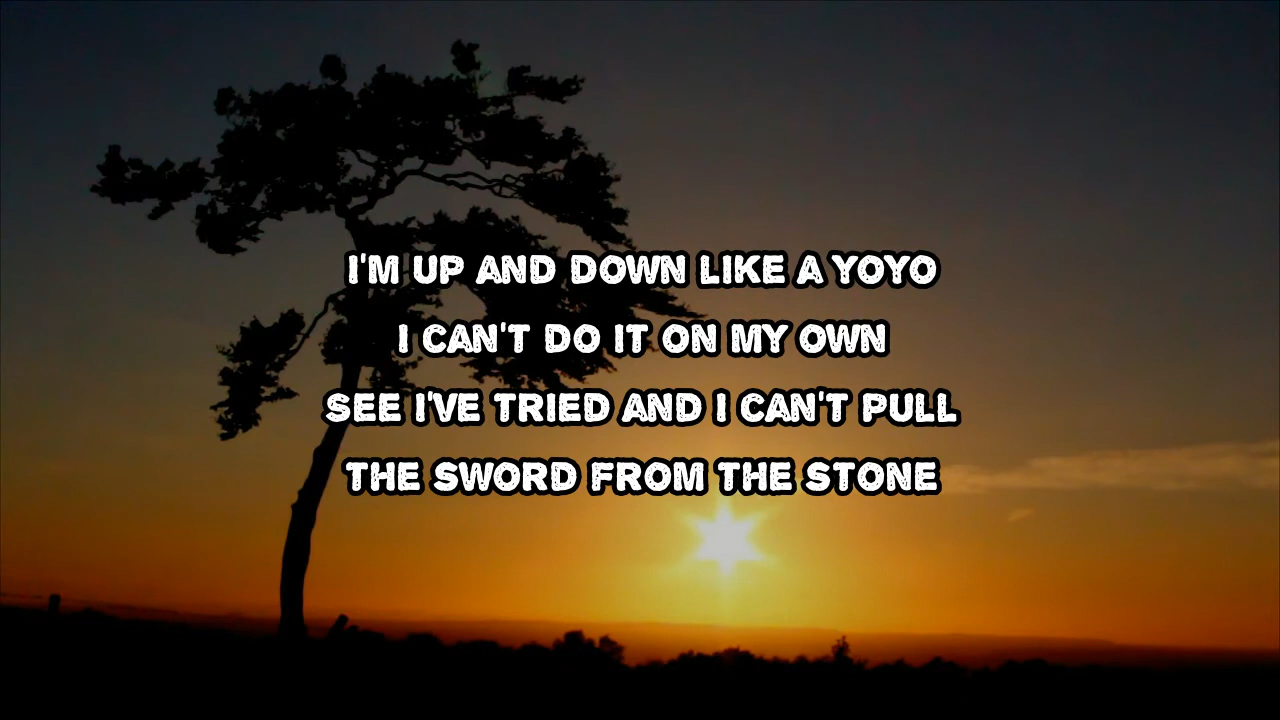 I'M UP AND DOWN LIKE A YOYO
I CAN'T DO IT ON MY OWN
SEE I'VE TRIED AND I CAN'T PULL
THE SWORD FROM THE STONE